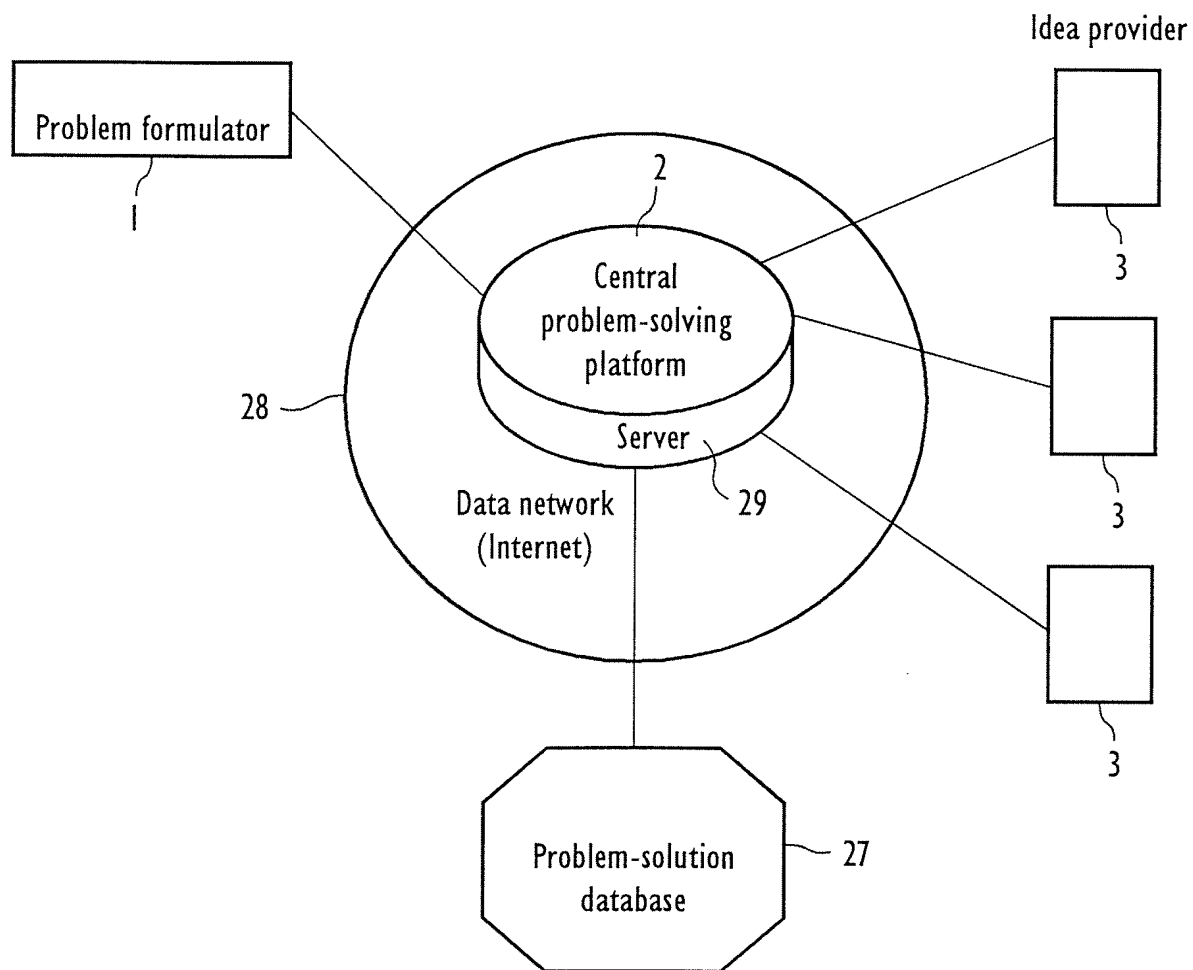 Idea provider
Problem formulator
1
2
Central
problem-solving
platform
3
28
Server
29
3
Data network
(Internet)
3
Problem-solution
database
27